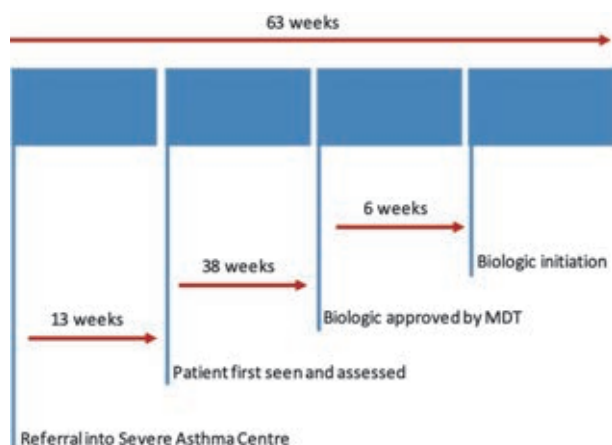 63 weeks
6 weeks
Biologic initiation
38 weeks
Biologic approved by MDT
13 weeks
Patient first seen and assessed
Referral into Severe Asthma Centre